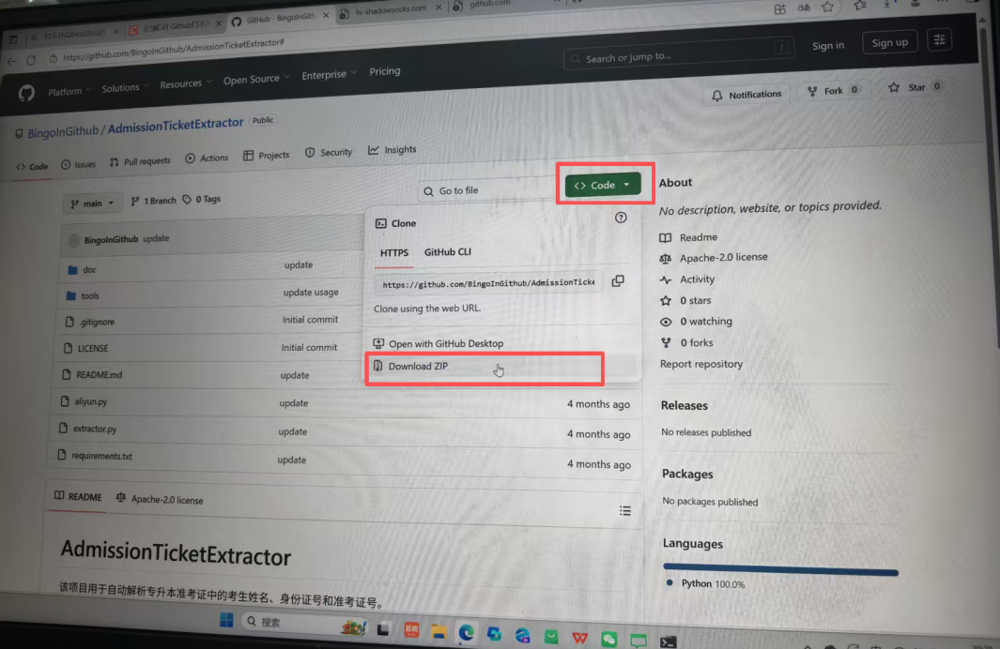 GitHub - BingoInGith
hi-shadowsocks.com
github.com
https://github.com/BingoInGithub/AdmissionTicketExtractor#
Platform
Solutions
Resources
Open Source
Enterprise
Pricing
Search or jump to...
/
Sign in
Sign up
BingoInGithub / AdmissionTicketExtractor
Public
Notifications
Fork 0
Star 0
Code
Issues
Pull requests
Actions
Projects
Security
Insights
main
1 Branch
0 Tags
Go to file
Code
BingoInGithub update
doc
update
tools
update usage
.gitignore
Initial commit
LICENSE
Initial commit
README.md
update
aliyun.py
update
4 months ago
extractor.py
update
4 months ago
requirements.txt
update
4 months ago
Clone
HTTPS
GitHub CLI
https://github.com/BingoInGithub/AdmissionTicke
Clone using the web URL.
Open with GitHub Desktop
Download ZIP
About
No description, website, or topics provided.
Readme
Apache-2.0 license
Activity
0 stars
0 watching
0 forks
Report repository
Releases
No releases published
Packages
No packages published
Languages
Python 100.0%
README
Apache-2.0 license
AdmissionTicketExtractor
该项目用于自动解析专升本准考证中的考生姓名、身份证号和准考证号。
搜索